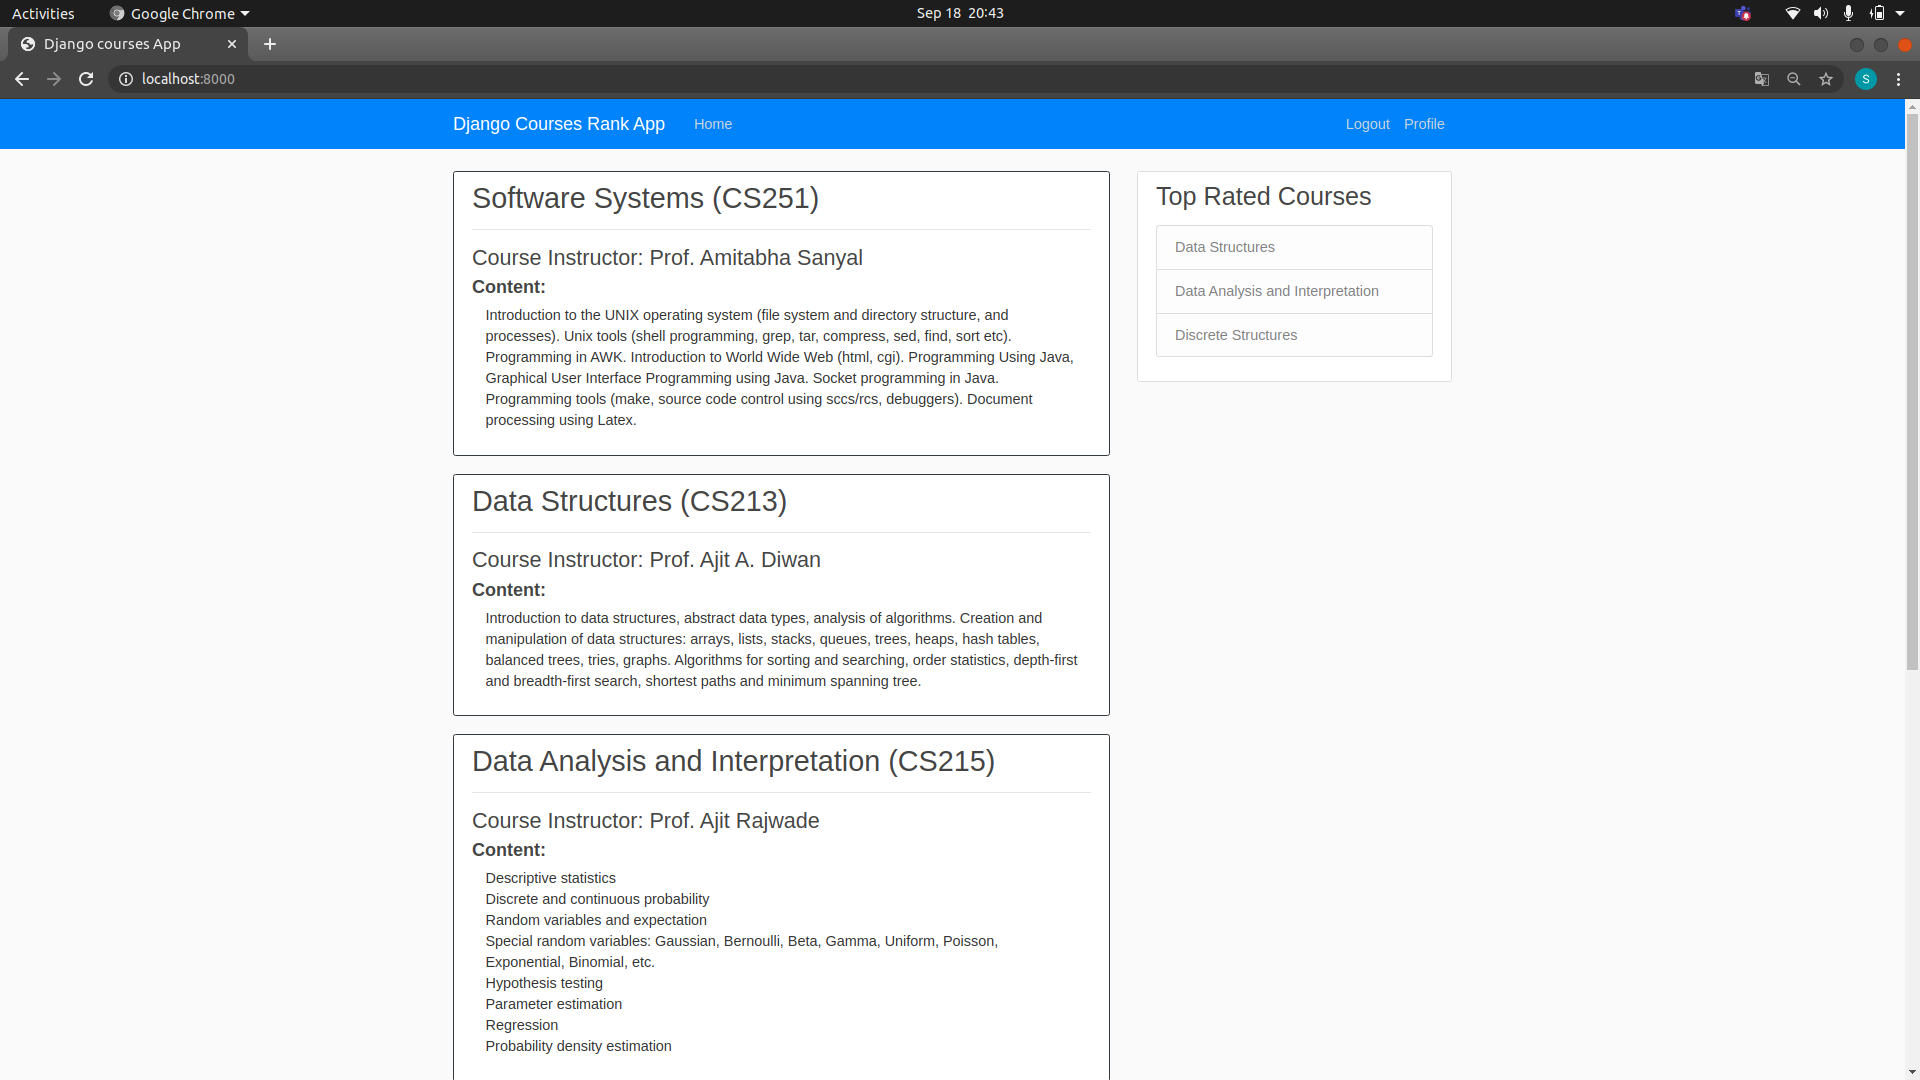 Activities
Google Chrome
Sep 18 20:43
Django courses App
localhost:8000
S
Django Courses Rank App
Home
Logout
Profile
Software Systems (CS251)
Course Instructor: Prof. Amitabha Sanyal
Content:
Introduction to the UNIX operating system (file system and directory structure, and
processes). Unix tools (shell programming, grep, tar, compress, sed, find, sort etc).
Programming in AWK. Introduction to World Wide Web (html, cgi). Programming Using Java,
Graphical User Interface Programming using Java. Socket programming in Java.
Programming tools (make, source code control using sccs/rcs, debuggers). Document
processing using Latex.
Data Structures (CS213)
Course Instructor: Prof. Ajit A. Diwan
Content:
Introduction to data structures, abstract data types, analysis of algorithms. Creation and
manipulation of data structures: arrays, lists, stacks, queues, trees, heaps, hash tables,
balanced trees, tries, graphs. Algorithms for sorting and searching, order statistics, depth-first
and breadth-first search, shortest paths and minimum spanning tree.
Data Analysis and Interpretation (CS215)
Course Instructor: Prof. Ajit Rajwade
Content:
Descriptive statistics
Discrete and continuous probability
Random variables and expectation
Special random variables: Gaussian, Bernoulli, Beta, Gamma, Uniform, Poisson,
Exponential, Binomial, etc.
Hypothesis testing
Parameter estimation
Regression
Probability density estimation
Top Rated Courses
Data Structures
Data Analysis and Interpretation
Discrete Structures